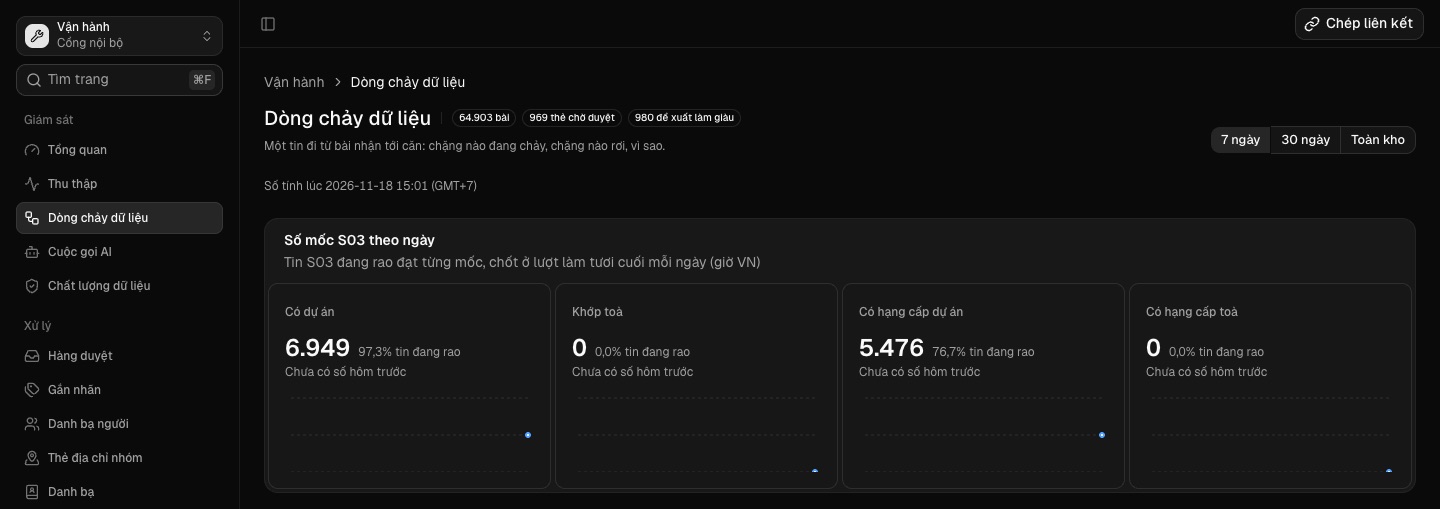 Vận hành
Cổng nội bộ
Tìm trang
⌘F
Giám sát
Tổng quan
Thu thập
Dòng chảy dữ liệu
Cuộc gọi AI
Chất lượng dữ liệu
Xử lý
Hàng duyệt
Gắn nhãn
Danh bạ người
Thẻ địa chỉ nhóm
Danh bạ
Chép liên kết
Vận hành > Dòng chảy dữ liệu
Dòng chảy dữ liệu
64.903 bài
969 thẻ chờ duyệt
980 đề xuất làm giàu
Một tin đi từ bài nhận tới căn: chặng nào đang chảy, chặng nào rơi, vì sao.
7 ngày
30 ngày
Toàn kho
Số tính lúc 2026-11-18 15:01 (GMT+7)
Số mốc S03 theo ngày
Tin S03 đang rao đạt từng mốc, chốt ở lượt làm tươi cuối mỗi ngày (giờ VN)
Có dự án
6.949 97,3% tin đang rao
Chưa có số hôm trước
Khớp toà
0 0,0% tin đang rao
Chưa có số hôm trước
Có hạng cấp dự án
5.476 76,7% tin đang rao
Chưa có số hôm trước
Có hạng cấp toà
0 0,0% tin đang rao
Chưa có số hôm trước